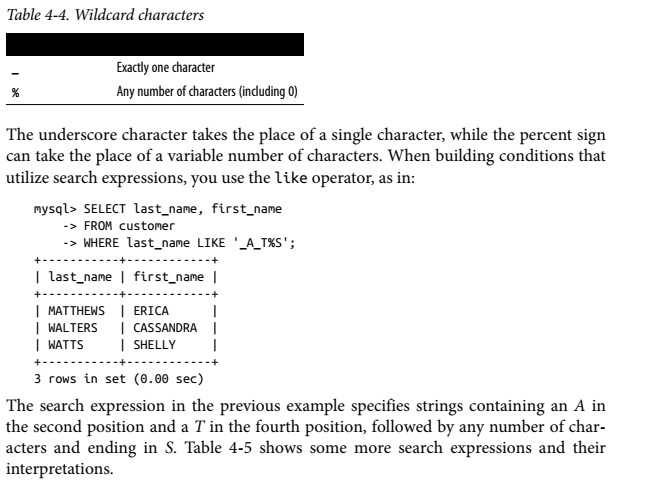 Table 4-4. Wildcard characters
_ Exactly one character
% Any number of characters (including 0)
The underscore character takes the place of a single character, while the percent sign
can take the place of a variable number of characters. When building conditions that
utilize search expressions, you use the like operator, as in:
mysql> SELECT last_name, first_name
    -> FROM customer
    -> WHERE last_name LIKE '_A_T%S';
+-----------+------------+
| last_name | first_name |
+-----------+------------+
| MATTHEWS  | ERICA      |
| WALTERS   | CASSANDRA  |
| WATTS     | SHELLY     |
+-----------+------------+
3 rows in set (0.00 sec)
The search expression in the previous example specifies strings containing an A in
the second position and a T in the fourth position, followed by any number of char-
acters and ending in S. Table 4-5 shows some more search expressions and their
interpretations.